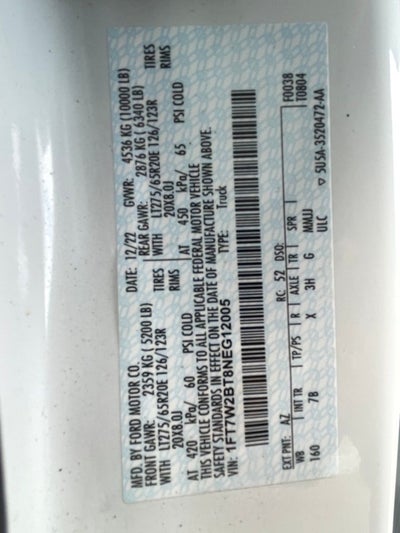 MFD. BY FORD MOTOR CO.
DATE: 12/22 GVWR: 4536 KG (10000 LB)
FRONT GAWR: 2359 KG ( 5200 LB) REAR GAWR: 2876 KG ( 6340 LB)
WITH LT275/65R20E 126/123R TIRES WITH LT275/65R20E 126/123R TIRES
20X8.0J RIMS 20X8.0J RIMS
AT 420 kPa/ 60 PSI COLD AT 450 kPa/ 65 PSI COLD
THIS VEHICLE CONFORMS TO ALL APPLICABLE FEDERAL MOTOR VEHICLE
SAFETY STANDARDS IN EFFECT ON THE DATE OF MANUFACTURE SHOWN ABOVE.
VIN: 1FT7W2BT8NEG12005 TYPE: Truck
F0038
T0804
EXT PNT: AZ RC: 52 DSO:
WB INT TR TP/PS R AXLE TR SPR
160 7B X 3H G MMJJ
ULC
5U5A-3520472-AA